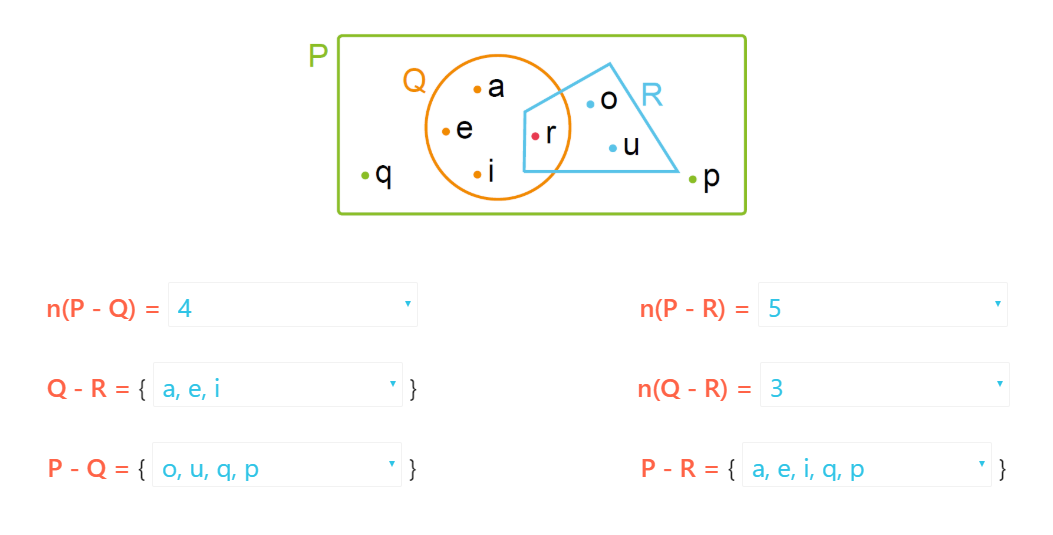 P
Q
a
e
i
r
o
u
R
q
p
n(P - Q) = 4
n(P - R) = 5
Q - R = { a, e, i }
n(Q - R) = 3
P - Q = { o, u, q, p }
P - R = { a, e, i, q, p }